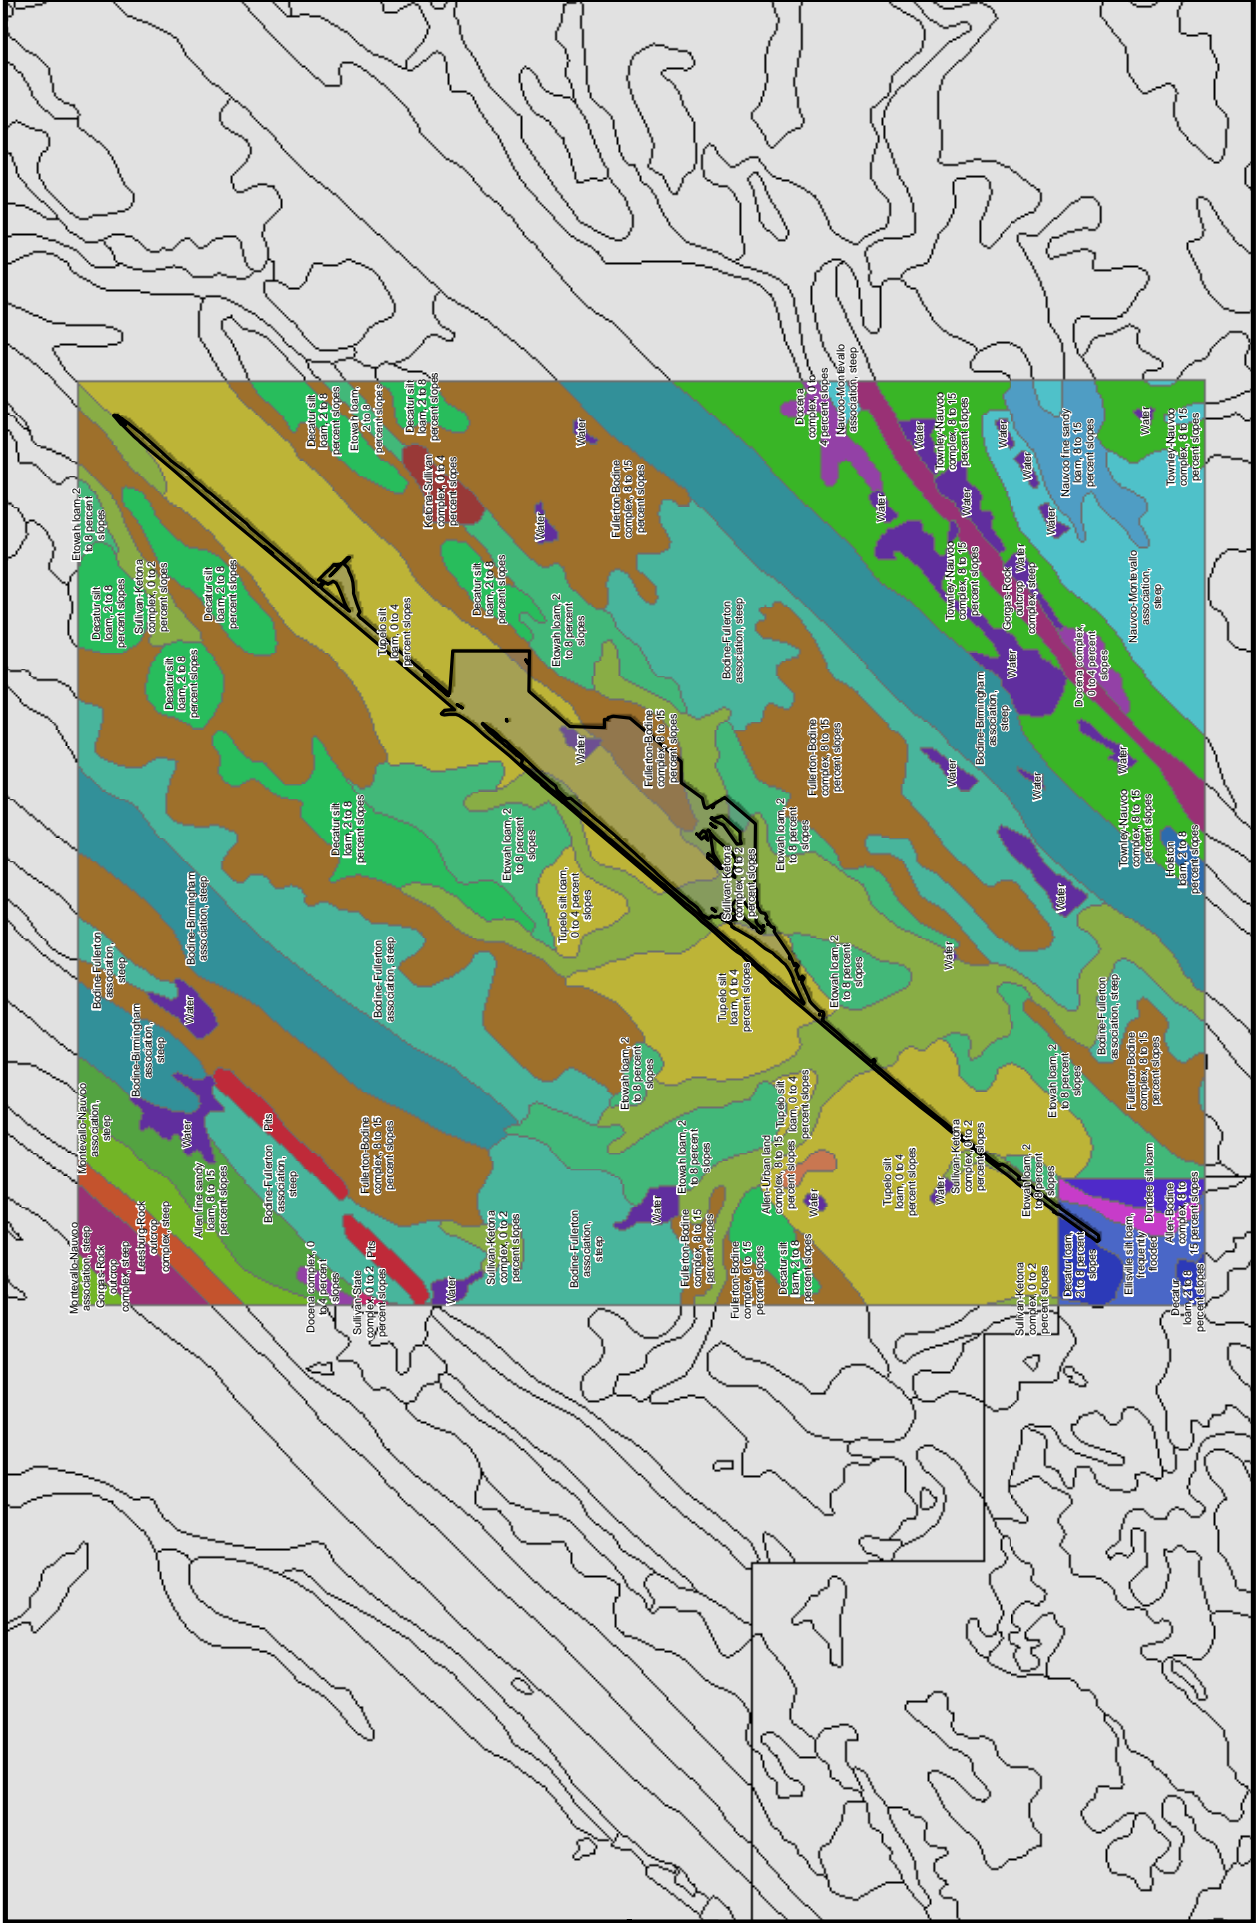 Montevallo-Nauvoo
association, steep
Gorgas-Rock
outcrop
complex, steep
Leesburg-Rock
outcrop
complex, steep
Montevallo-Nauvoo
association,
steep
Bodine-Fullerton
association,
steep
Decatur silt
loam, 2 to 8
percent slopes
Etowah loam, 2
to 8 percent
slopes
Bodine-Birmingham
association,
steep
Sullivan-Ketona
complex, 0 to 2
percent slopes
Allen fine sandy
loam, 8 to 15
percent slopes
Water
Water
Bodine-Birmingham
association, steep
Decatur silt
loam, 2 to 8
percent slopes
Decatur silt
loam, 2 to 8
percent slopes
Bodine-Fullerton
association,
steep
Pits
Docena complex, 0
to 4 percent
slopes
Decatur silt
loam, 2 to 8
percent slopes
Decatur silt
loam, 2 to 8
percent slopes
Etowah loam,
2 to 8
percent slopes
Sullivan-State
complex, 0 to 2
percent slopes
Pits
Fullerton-Bodine
complex, 8 to 15
percent slopes
Bodine-Fullerton
association, steep
Tupelo silt
loam, 0 to 4
percent slopes
Decatur silt
loam, 2 to 8
percent slopes
Ketona-Sullivan
complex, 0 to 4
percent slopes
Water
Sullivan-Ketona
complex, 0 to 2
percent slopes
Decatur silt
loam, 2 to 8
percent slopes
Etowah loam, 2
to 8 percent
slopes
Water
Etowah loam, 2
to 8 percent
slopes
Tupelo silt loam,
0 to 4 percent
slopes
Bodine-Fullerton
association,
steep
Water
Water
Fullerton-Bodine
complex, 8 to 15
percent slopes
Etowah loam, 2
to 8 percent
slopes
Water
Fullerton-Bodine
complex, 8 to 15
percent slopes
Etowah loam, 2
to 8 percent
slopes
Fullerton-Bodine
complex, 8 to 15
percent slopes
Tupelo silt
loam, 0 to 4
percent slopes
Sullivan-Ketona
complex, 0 to 2
percent slopes
Bodine-Fullerton
association, steep
Fullerton-Bodine
complex, 8 to 15
percent slopes
Allen-Urban land
complex, 8 to 15
percent slopes
Tupelo silt
loam, 0 to 4
percent slopes
Decatur silt
loam, 2 to 8
percent slopes
Etowah loam, 2
to 8 percent
slopes
Docena
complex, 0 to
4 percent slopes
Water
Fullerton-Bodine
complex, 8 to 15
percent slopes
Etowah loam, 2
to 8 percent
slopes
Nauvoo-Montevallo
association, steep
Tupelo silt
loam, 0 to 4
percent slopes
Water
Water
Water
Sullivan-Ketona
complex, 0 to 2
percent slopes
Water
Water
Townley-Nauvoo
complex, 8 to 15
percent slopes
Townley-Nauvoo
complex, 8 to 15
percent slopes
Water
Bodine-Birmingham
association,
steep
Water
Gorgas-Rock
outcrop
complex, steep
Water
Water
Water
Sullivan-Ketona
complex, 0 to 2
percent slopes
Etowah loam, 2
to 8 percent
slopes
Water
Water
Water
Etowah loam, 2
to 8 percent
slopes
Nauvoo fine sandy
loam, 8 to 15
percent slopes
Decatur loam,
2 to 8 percent
slopes
Docena complex,
0 to 4 percent
slopes
Bodine-Fullerton
association, steep
Water
Townley-Nauvoo
complex, 8 to 15
percent slopes
Ellisville silt loam,
frequently
flooded
Fullerton-Bodine
complex, 8 to 15
percent slopes
Nauvoo-Montevallo
association,
steep
Dundee silt loam
Water
Allen-Bodine
complex, 8 to
15 percent slopes
Holston
loam, 2 to 8
percent slopes
Townley-Nauvoo
complex, 8 to 15
percent slopes
Decatur
loam, 2 to 8
percent slopes